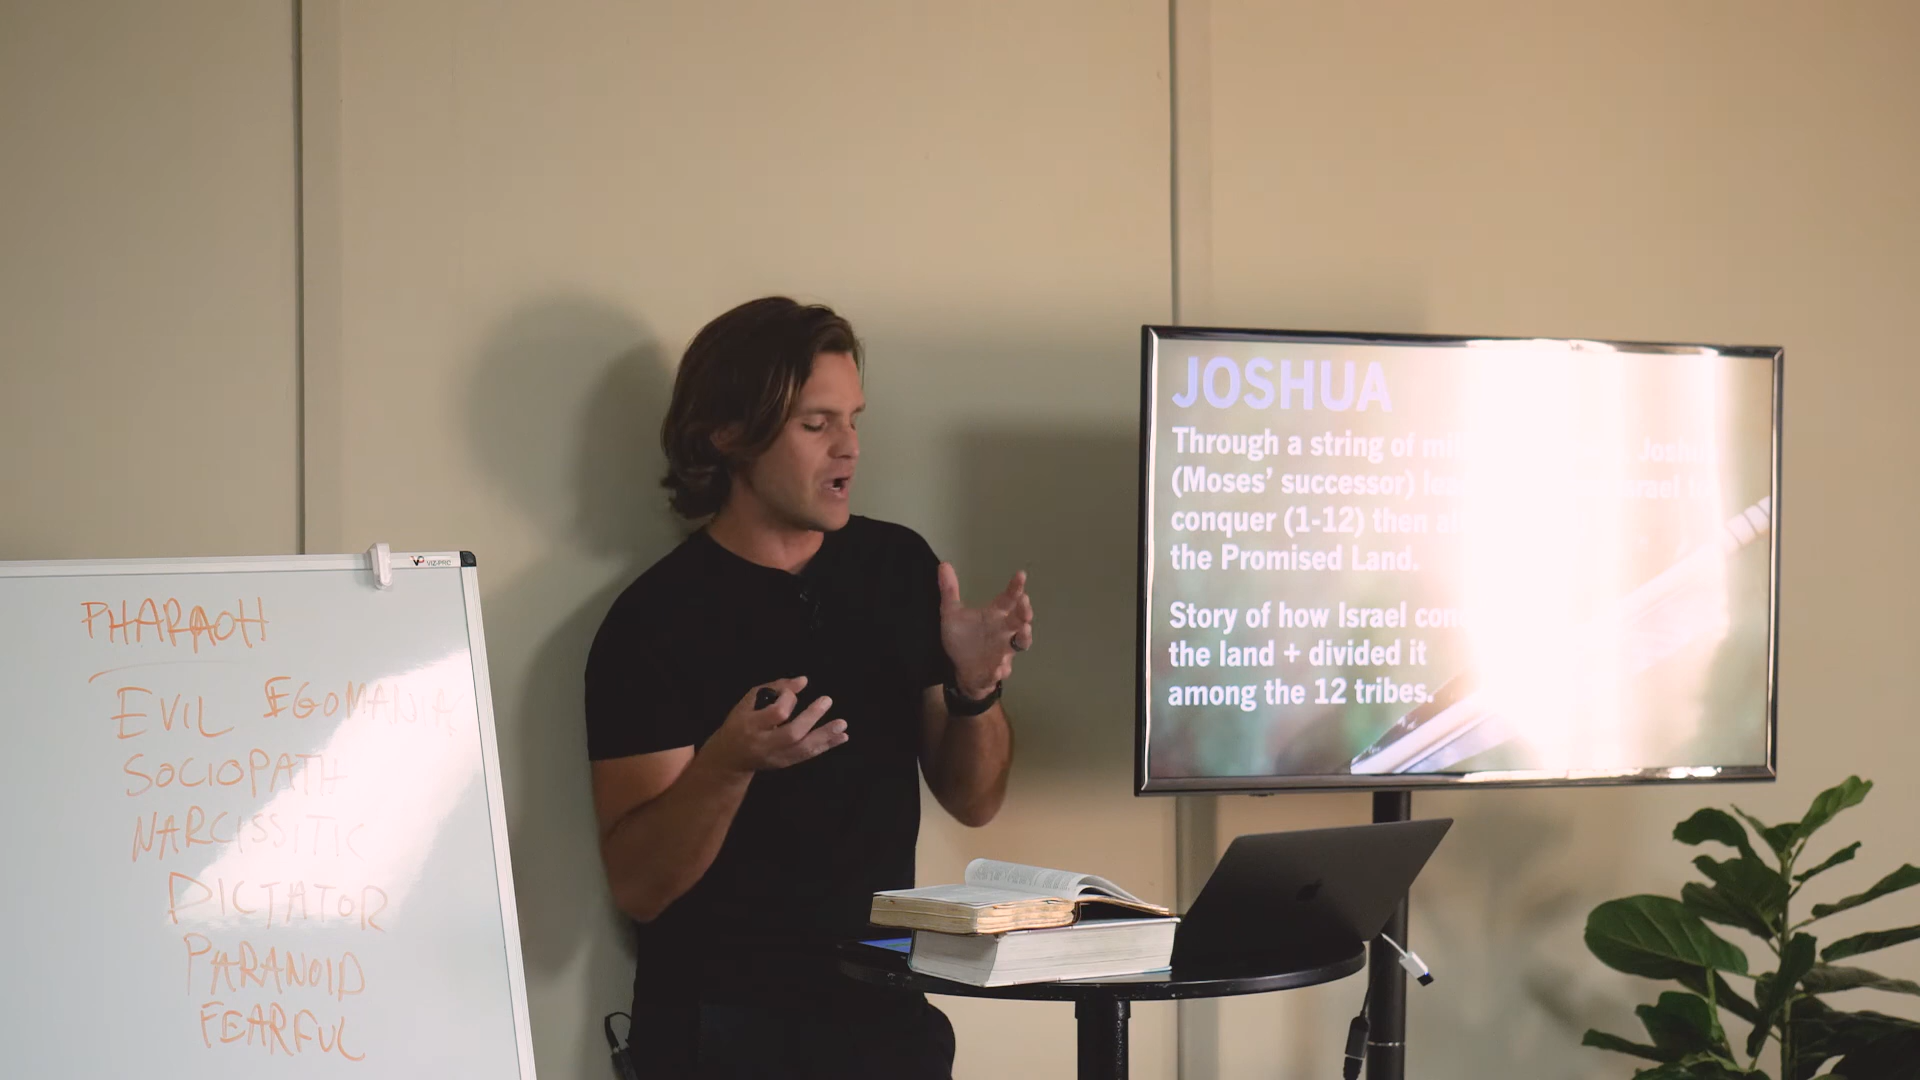 PHARAOH
EVIL EGOMANIA
SOCIOPATH
NARCISSITIC
DICTATOR
PARANOID
FEARFUL
VIZ-PRO
JOSHUA
Through a string of
(Moses’ successor)
conquer (1-12) then
the Promised Land.
Story of how Israel
the land + divided it
among the 12 tribes.